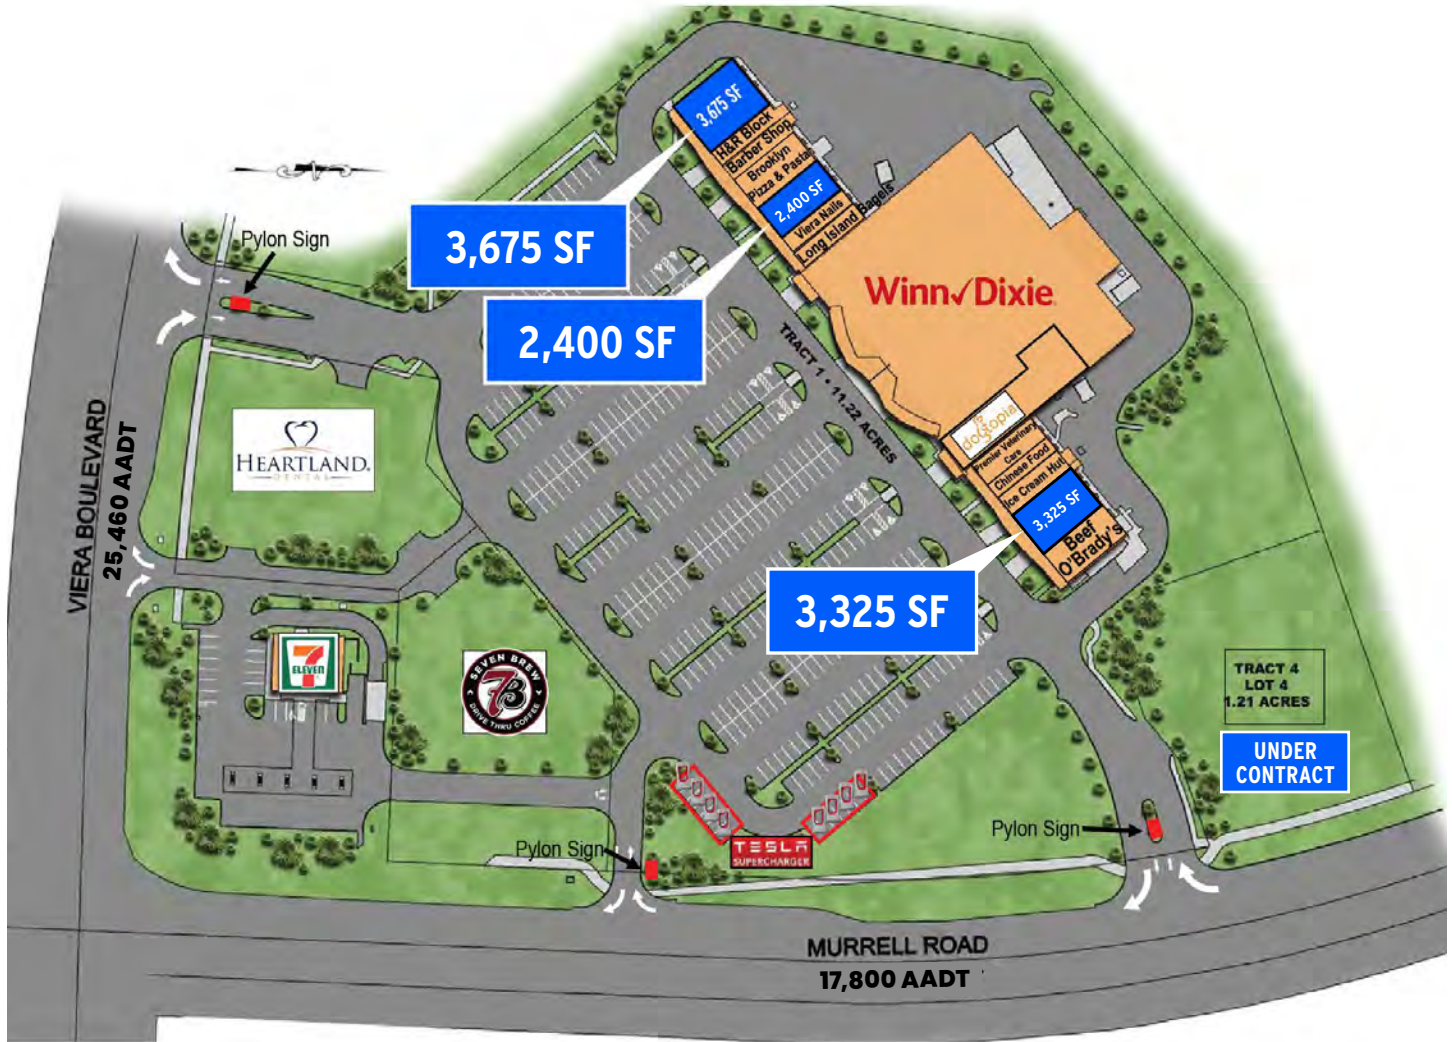 3,675 SF
H&R Block
Barber Shop
Brooklyn
Pizza & Pasta
2,400 SF
Viera Nails
Long Island Bagels
3,675 SF
2,400 SF
Pylon Sign
Winn✓Dixie
TRACT 1 • 11.22 ACRES
HEARTLAND.
DENTAL
VIERA BOULEVARD
25,460 AADT
dogtopia
Premier Veterinary
Care
Chinese Food
Ice Cream Hut
3,325 SF
Beef
O'Brady's
3,325 SF
7
ELEVEN
SEVEN BREW
7B
DRIVE THRU COFFEE
TRACT 4
LOT 4
1.21 ACRES
UNDER
CONTRACT
Pylon Sign
Pylon Sign
TESLA
SUPERCHARGER
MURRELL ROAD
17,800 AADT